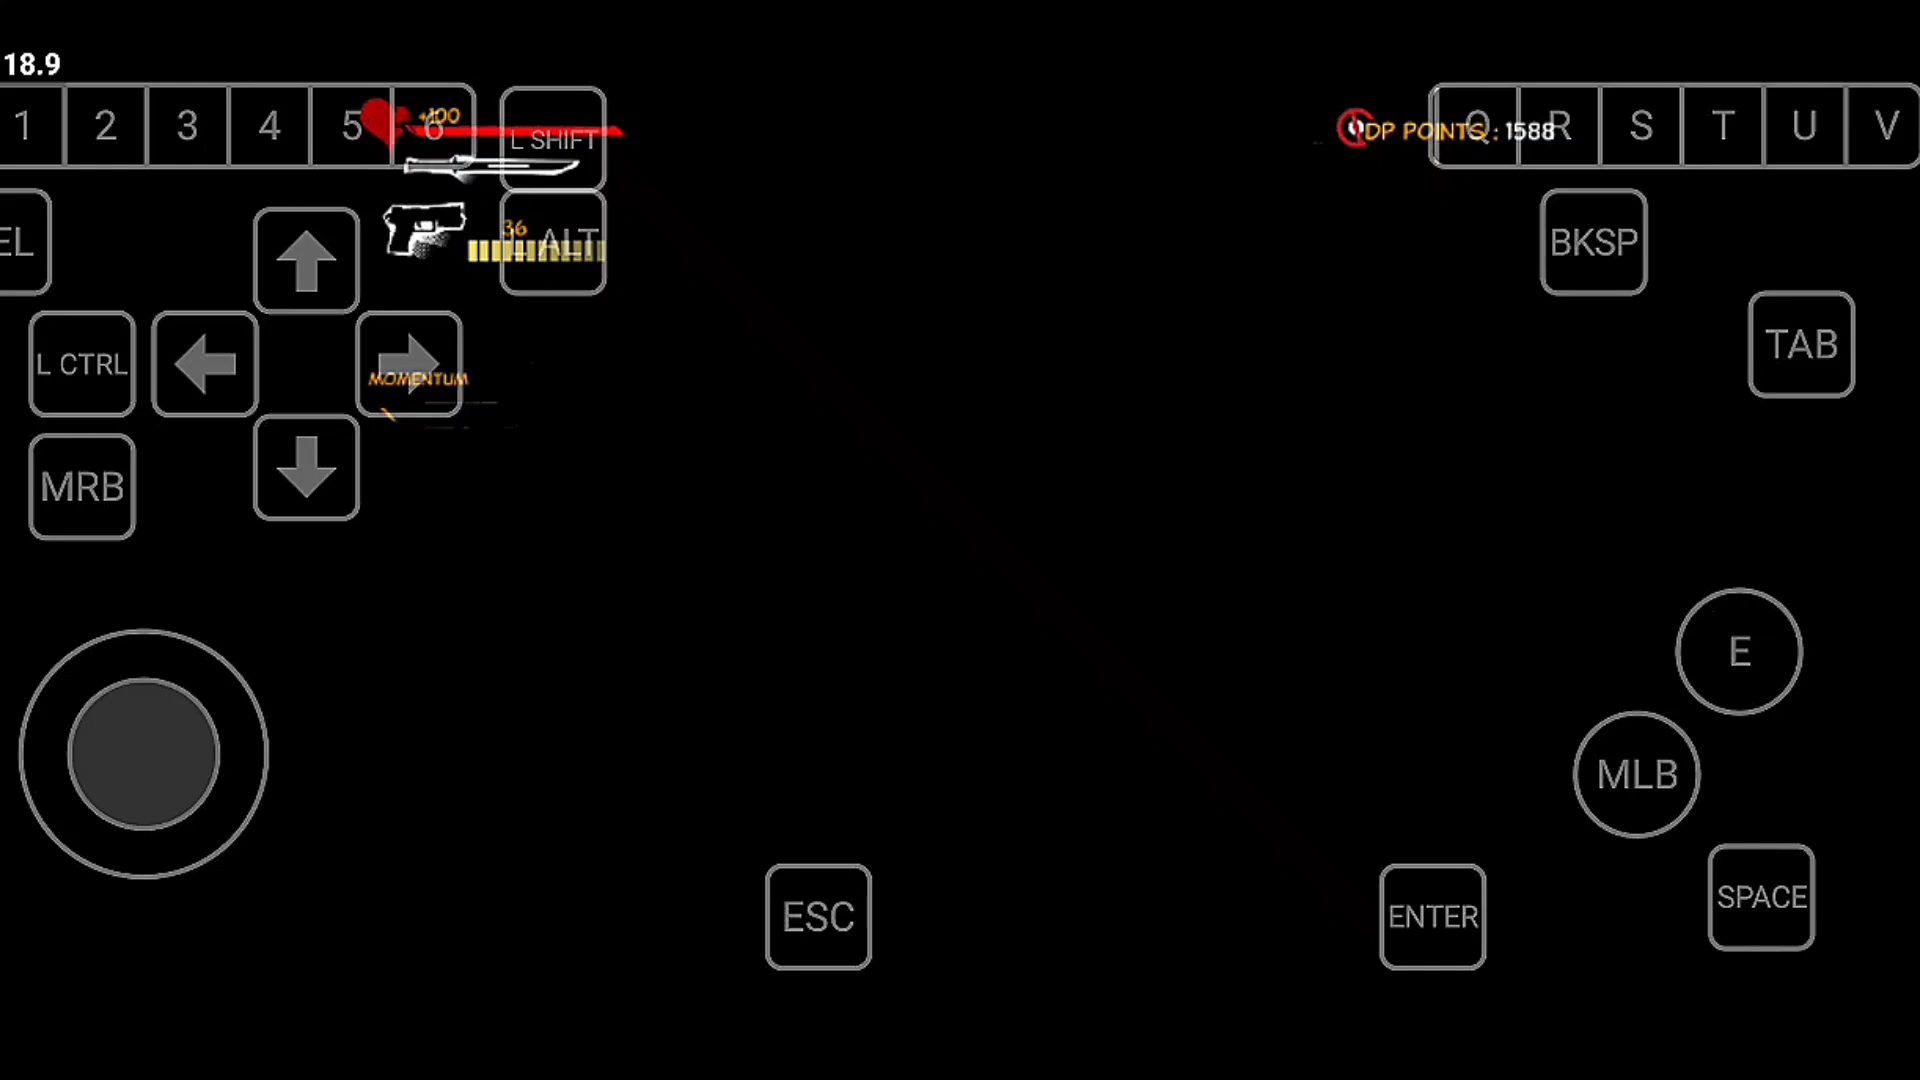 18.9
1 2 3 4 5 6 L SHIFT
+100
DP POINTS : 1588
Q R S T U V
EL
36
L ALT
BKSP
TAB
L CTRL
MOMENTUM
MRB
E
MLB
SPACE
ESC
ENTER